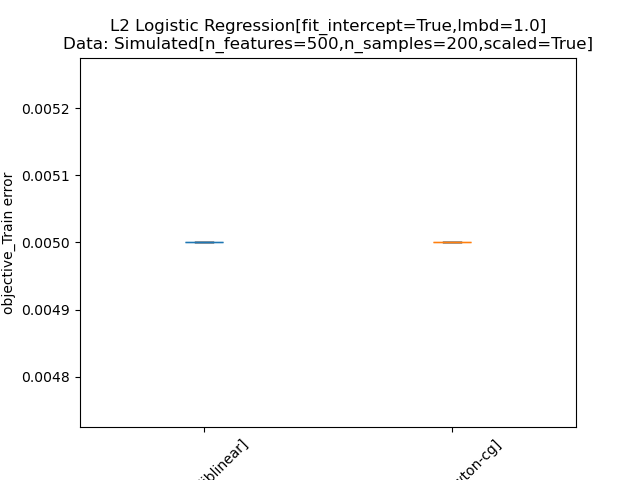 L2 Logistic Regression[fit_intercept=True,lmbd=1.0]
Data: Simulated[n_features=500,n_samples=200,scaled=True]
0.0052
0.0051
0.0050
0.0049
0.0048
objective_Train error
iblinear]
ton-cg]